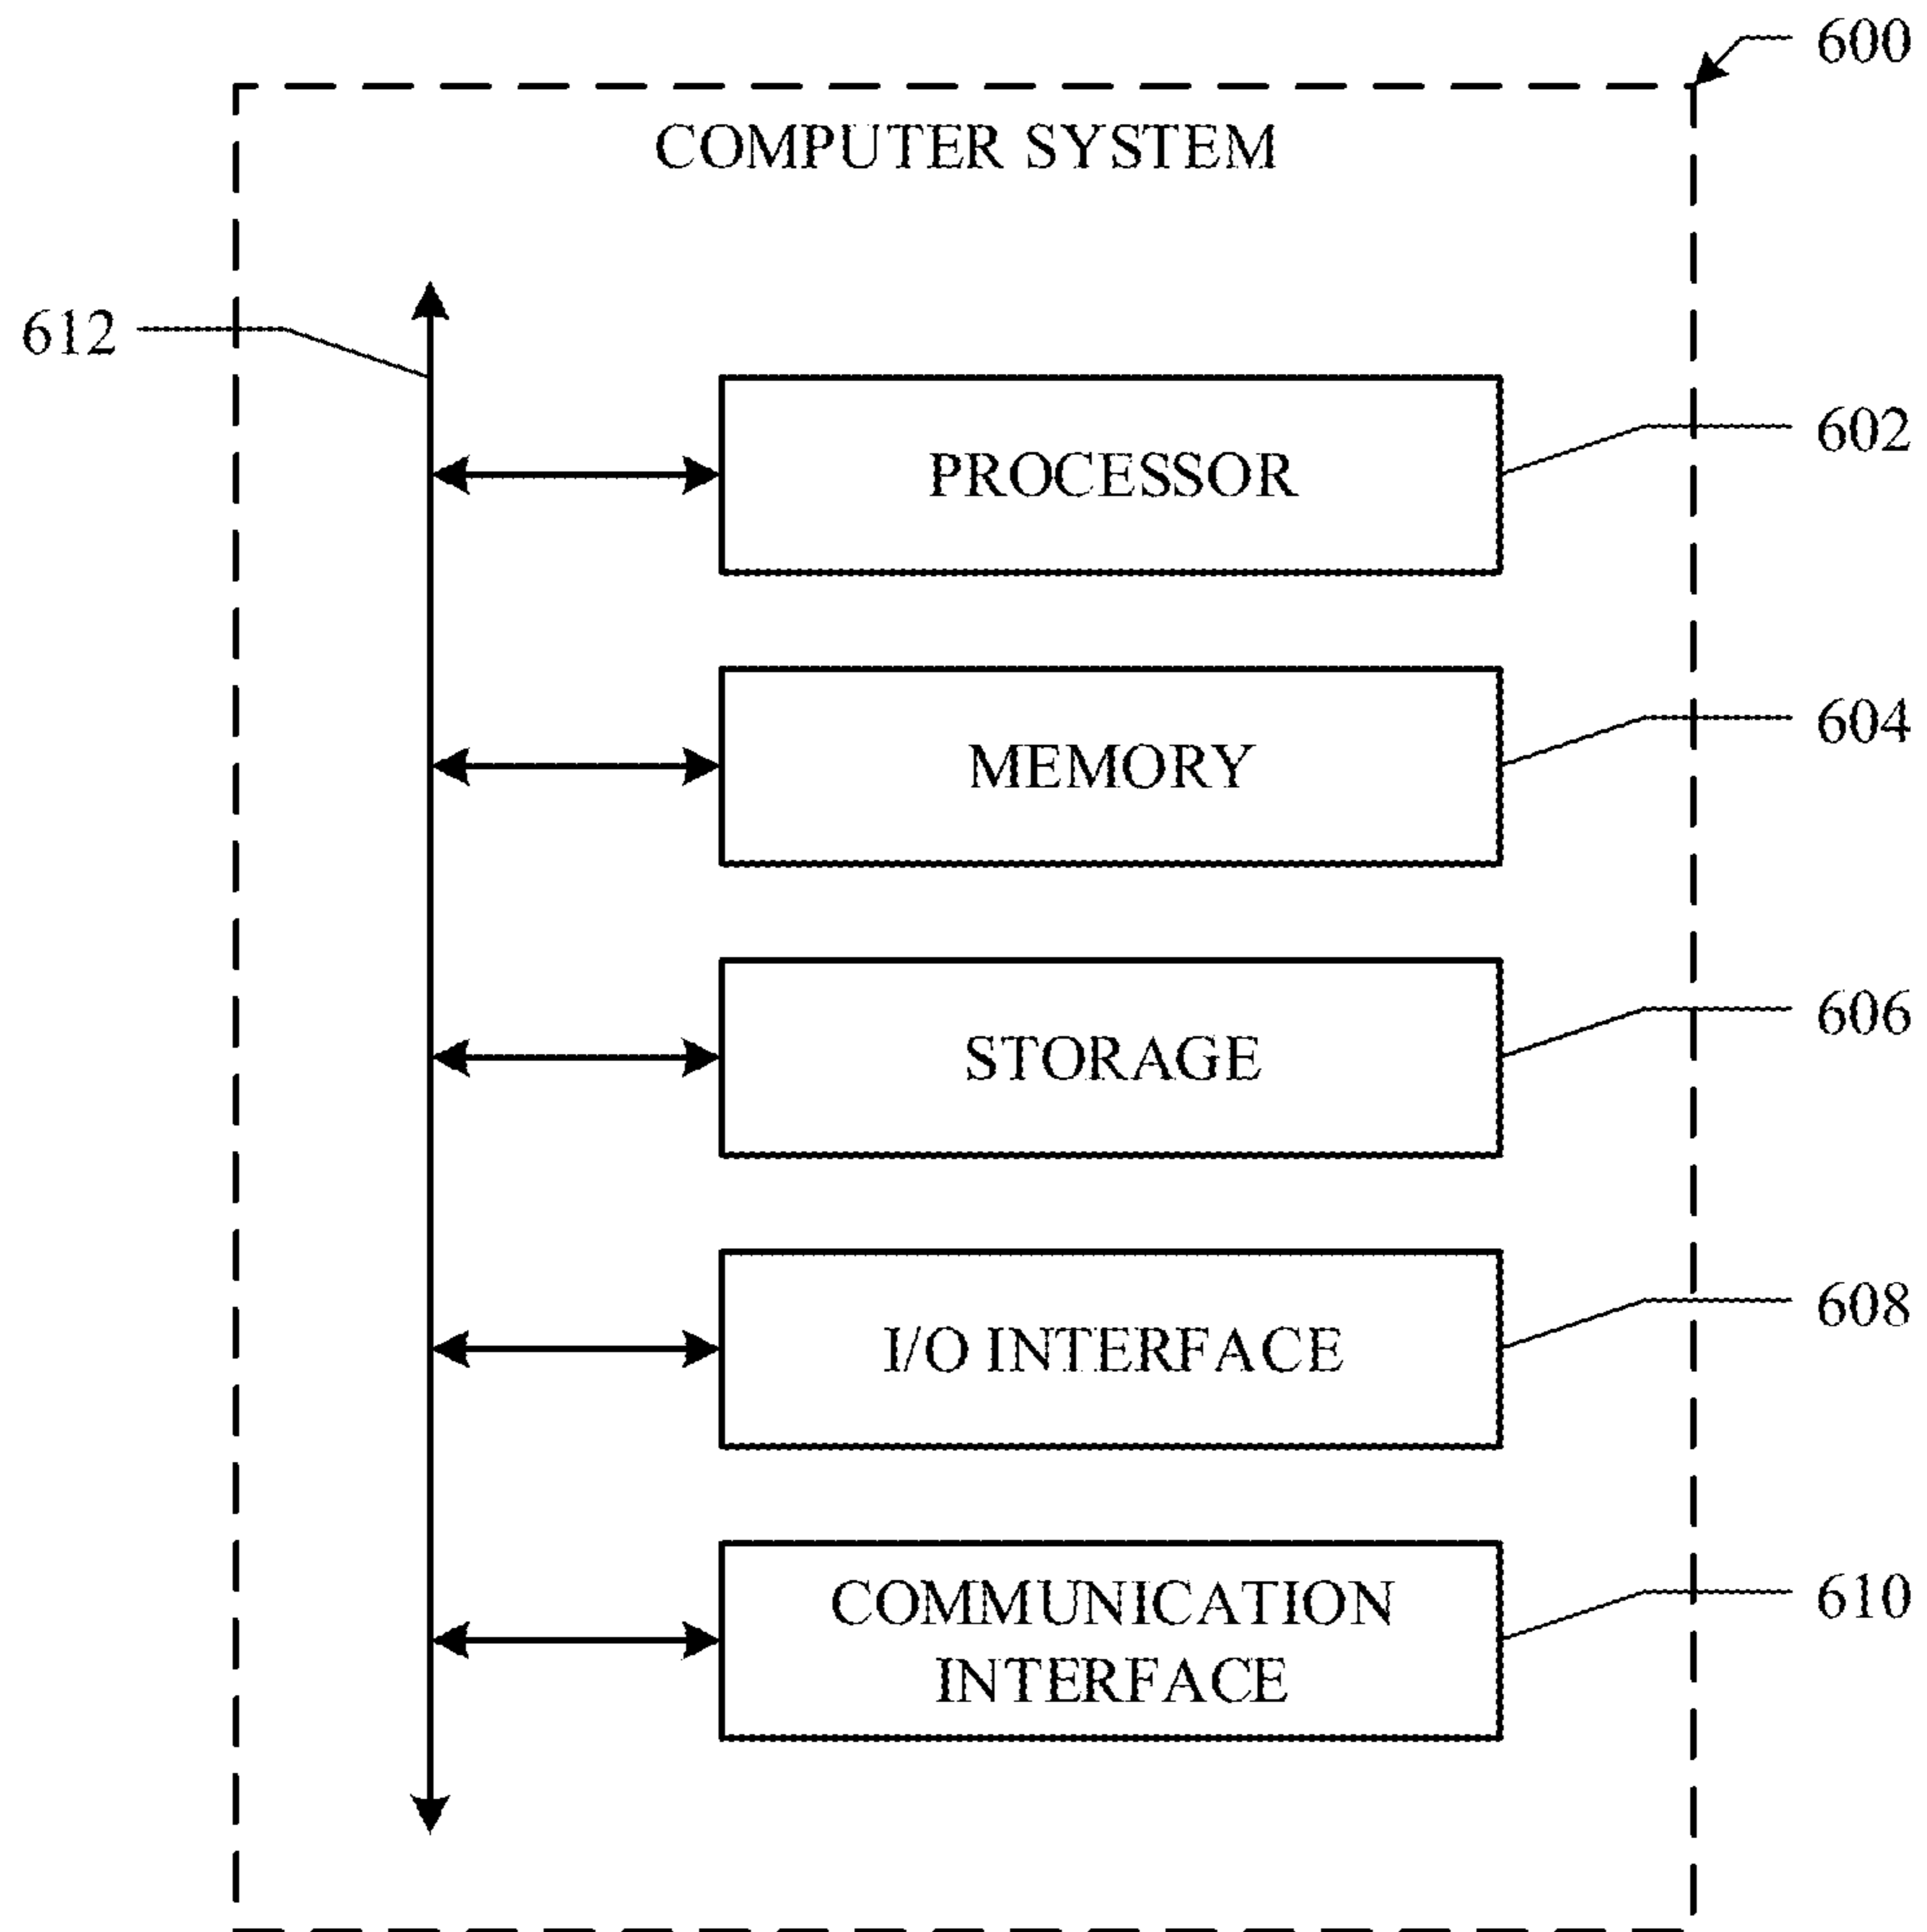 600
COMPUTER SYSTEM
612
PROCESSOR
602
MEMORY
604
STORAGE
606
I/O INTERFACE
608
COMMUNICATION
INTERFACE
610